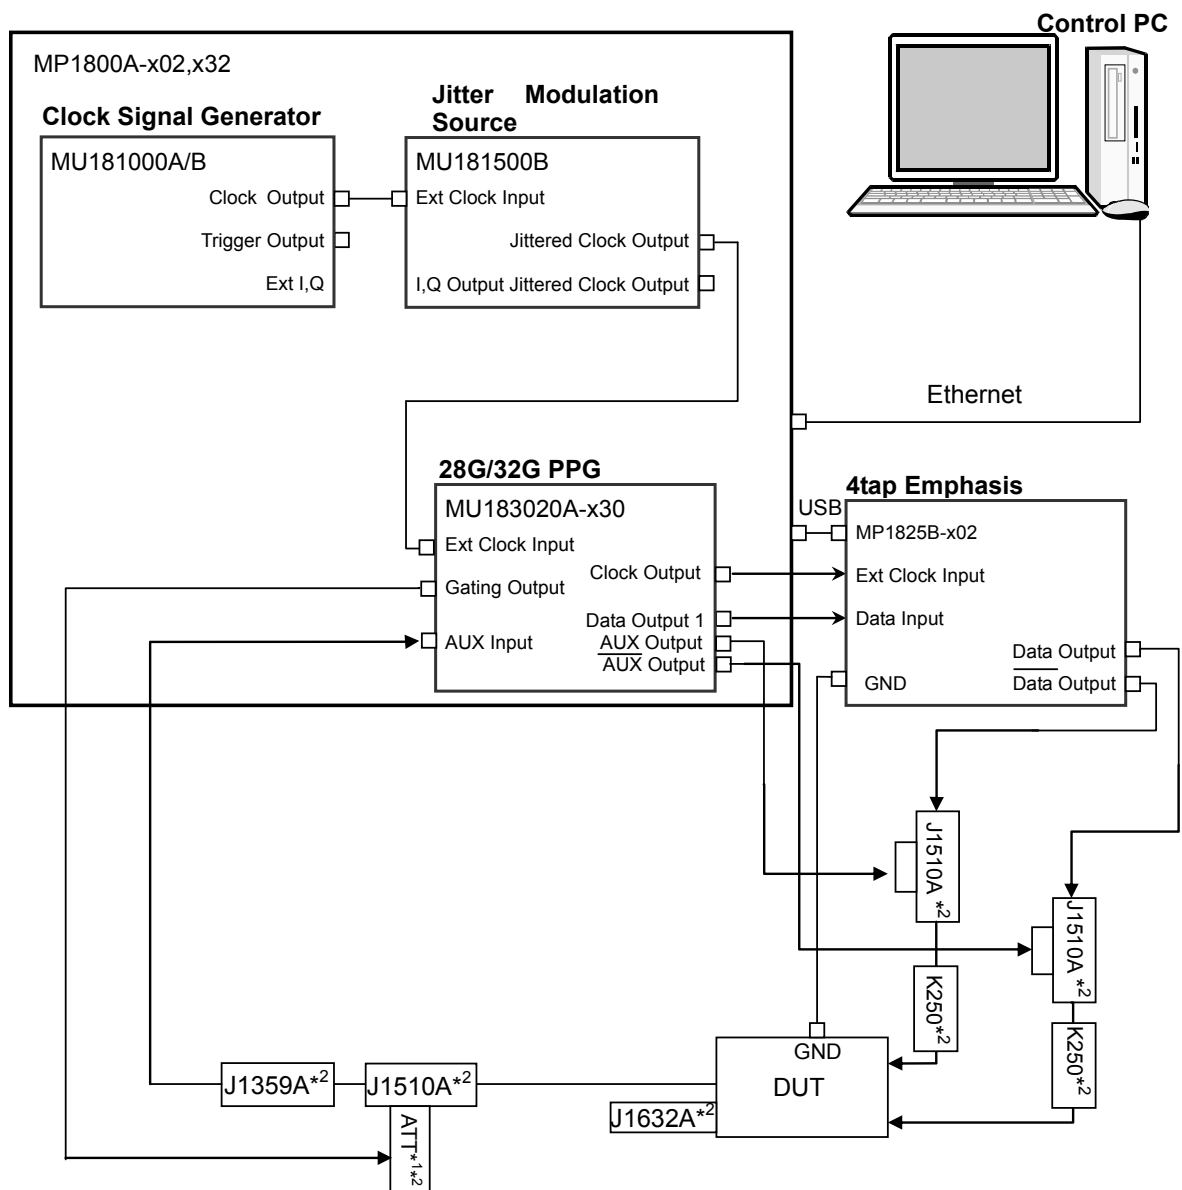 Control PC
MP1800A-x02,x32
Clock Signal Generator
Jitter Modulation
Source
MU181000A/B
Clock Output
Trigger Output
Ext I,Q
MU181500B
Ext Clock Input
Jittered Clock Output
I,Q Output Jittered Clock Output
Ethernet
28G/32G PPG
MU183020A-x30
Ext Clock Input
Gating Output
AUX Input
Clock Output
Data Output 1
AUX Output
AUX Output
USB
4tap Emphasis
MP1825B-x02
Ext Clock Input
Data Input
GND
Data Output
Data Output
J1510A *2
J1510A *2
K250*2
K250*2
GND
DUT
J1632A*2
J1359A*2
J1510A*2
ATT*1*2